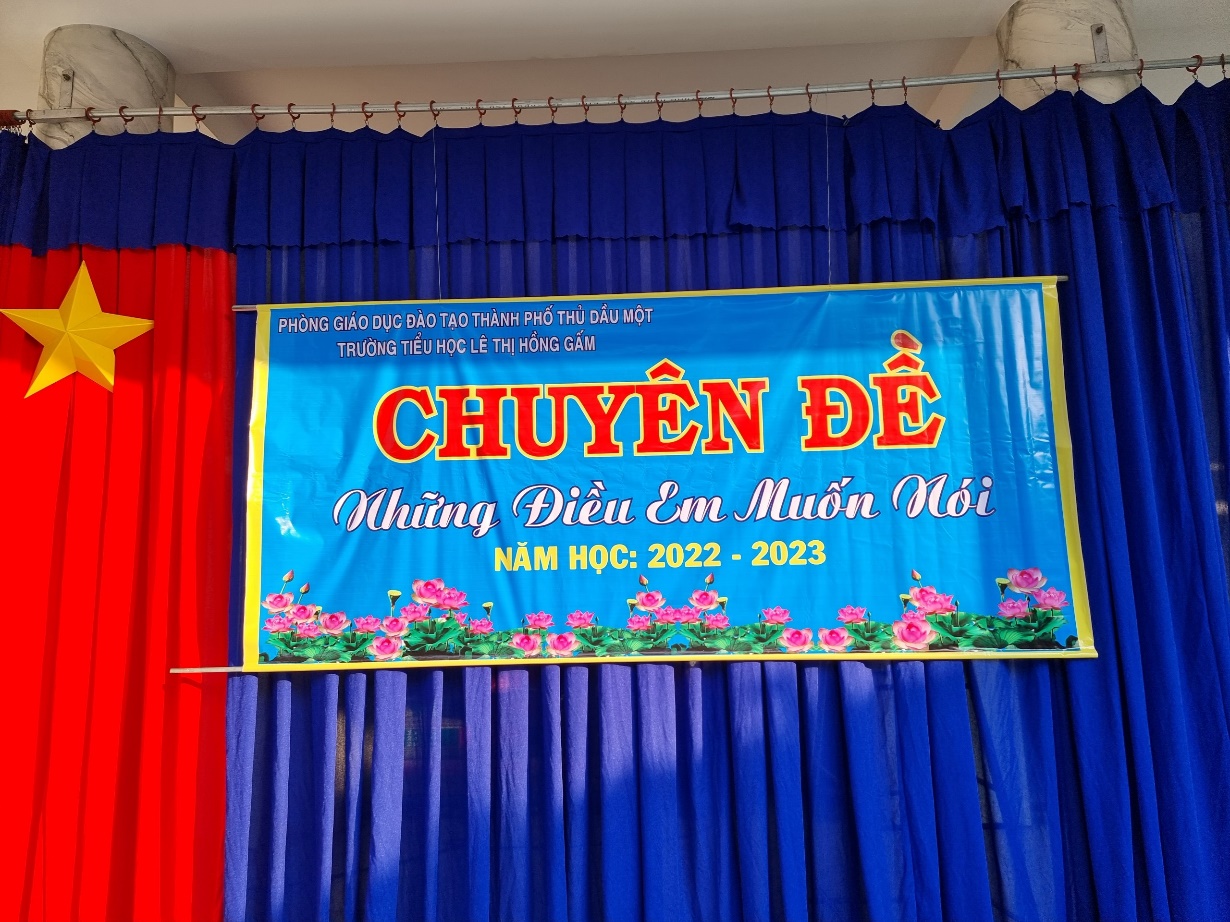 PHÒNG GIÁO DỤC ĐÀO TẠO THÀNH PHỐ THỦ DẦU MỘT
TRƯỜNG TIỂU HỌC LÊ THỊ HỒNG GẤM
CHUYÊN ĐỀ
Những Điều Em Muốn Nói
NĂM HỌC: 2022 - 2023